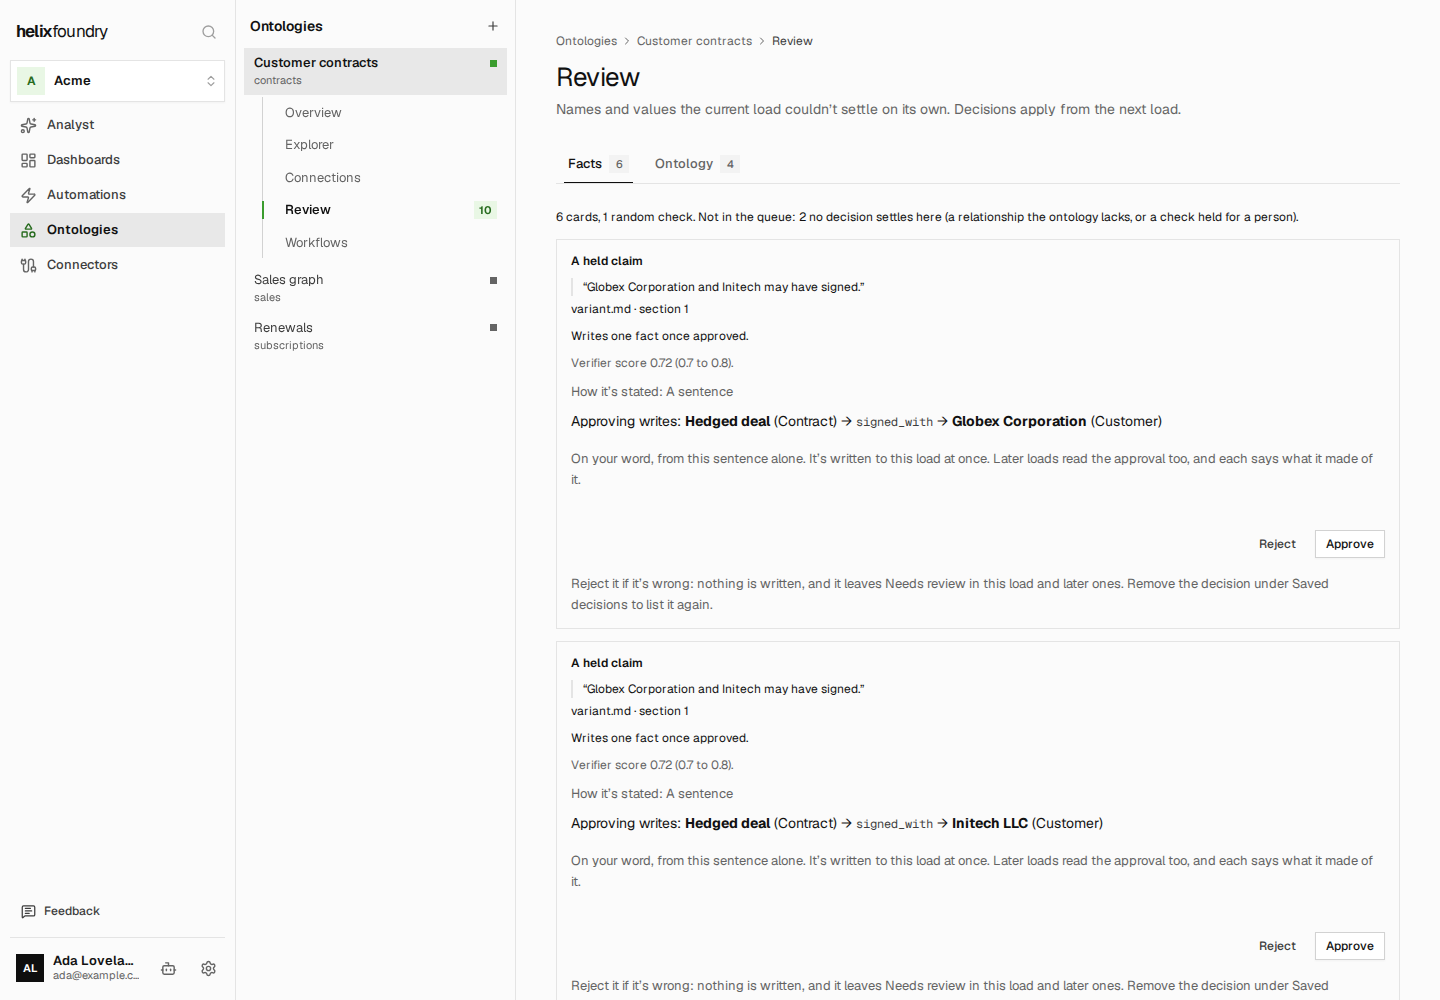 helixfoundry
A
Acme
Analyst
Dashboards
Automations
Ontologies
Connectors
Feedback
AL
Ada Lovela...
ada@example.c...
Ontologies
Customer contracts
contracts
Overview
Explorer
Connections
Review
10
Workflows
Sales graph
sales
Renewals
subscriptions
Ontologies
Customer contracts
Review
Review
Names and values the current load couldn’t settle on its own. Decisions apply from the next load.
Facts 6
Ontology 4
6 cards, 1 random check. Not in the queue: 2 no decision settles here (a relationship the ontology lacks, or a check held for a person).
A held claim
“Globex Corporation and Initech may have signed.”
variant.md · section 1
Writes one fact once approved.
Verifier score 0.72 (0.7 to 0.8).
How it’s stated: A sentence
Approving writes: Hedged deal (Contract) → signed_with → Globex Corporation (Customer)
On your word, from this sentence alone. It’s written to this load at once. Later loads read the approval too, and each says what it made of
it.
Reject
Approve
Reject it if it’s wrong: nothing is written, and it leaves Needs review in this load and later ones. Remove the decision under Saved
decisions to list it again.
A held claim
“Globex Corporation and Initech may have signed.”
variant.md · section 1
Writes one fact once approved.
Verifier score 0.72 (0.7 to 0.8).
How it’s stated: A sentence
Approving writes: Hedged deal (Contract) → signed_with → Initech LLC (Customer)
On your word, from this sentence alone. It’s written to this load at once. Later loads read the approval too, and each says what it made of
it.
Reject
Approve
Reject it if it’s wrong: nothing is written, and it leaves Needs review in this load and later ones. Remove the decision under Saved